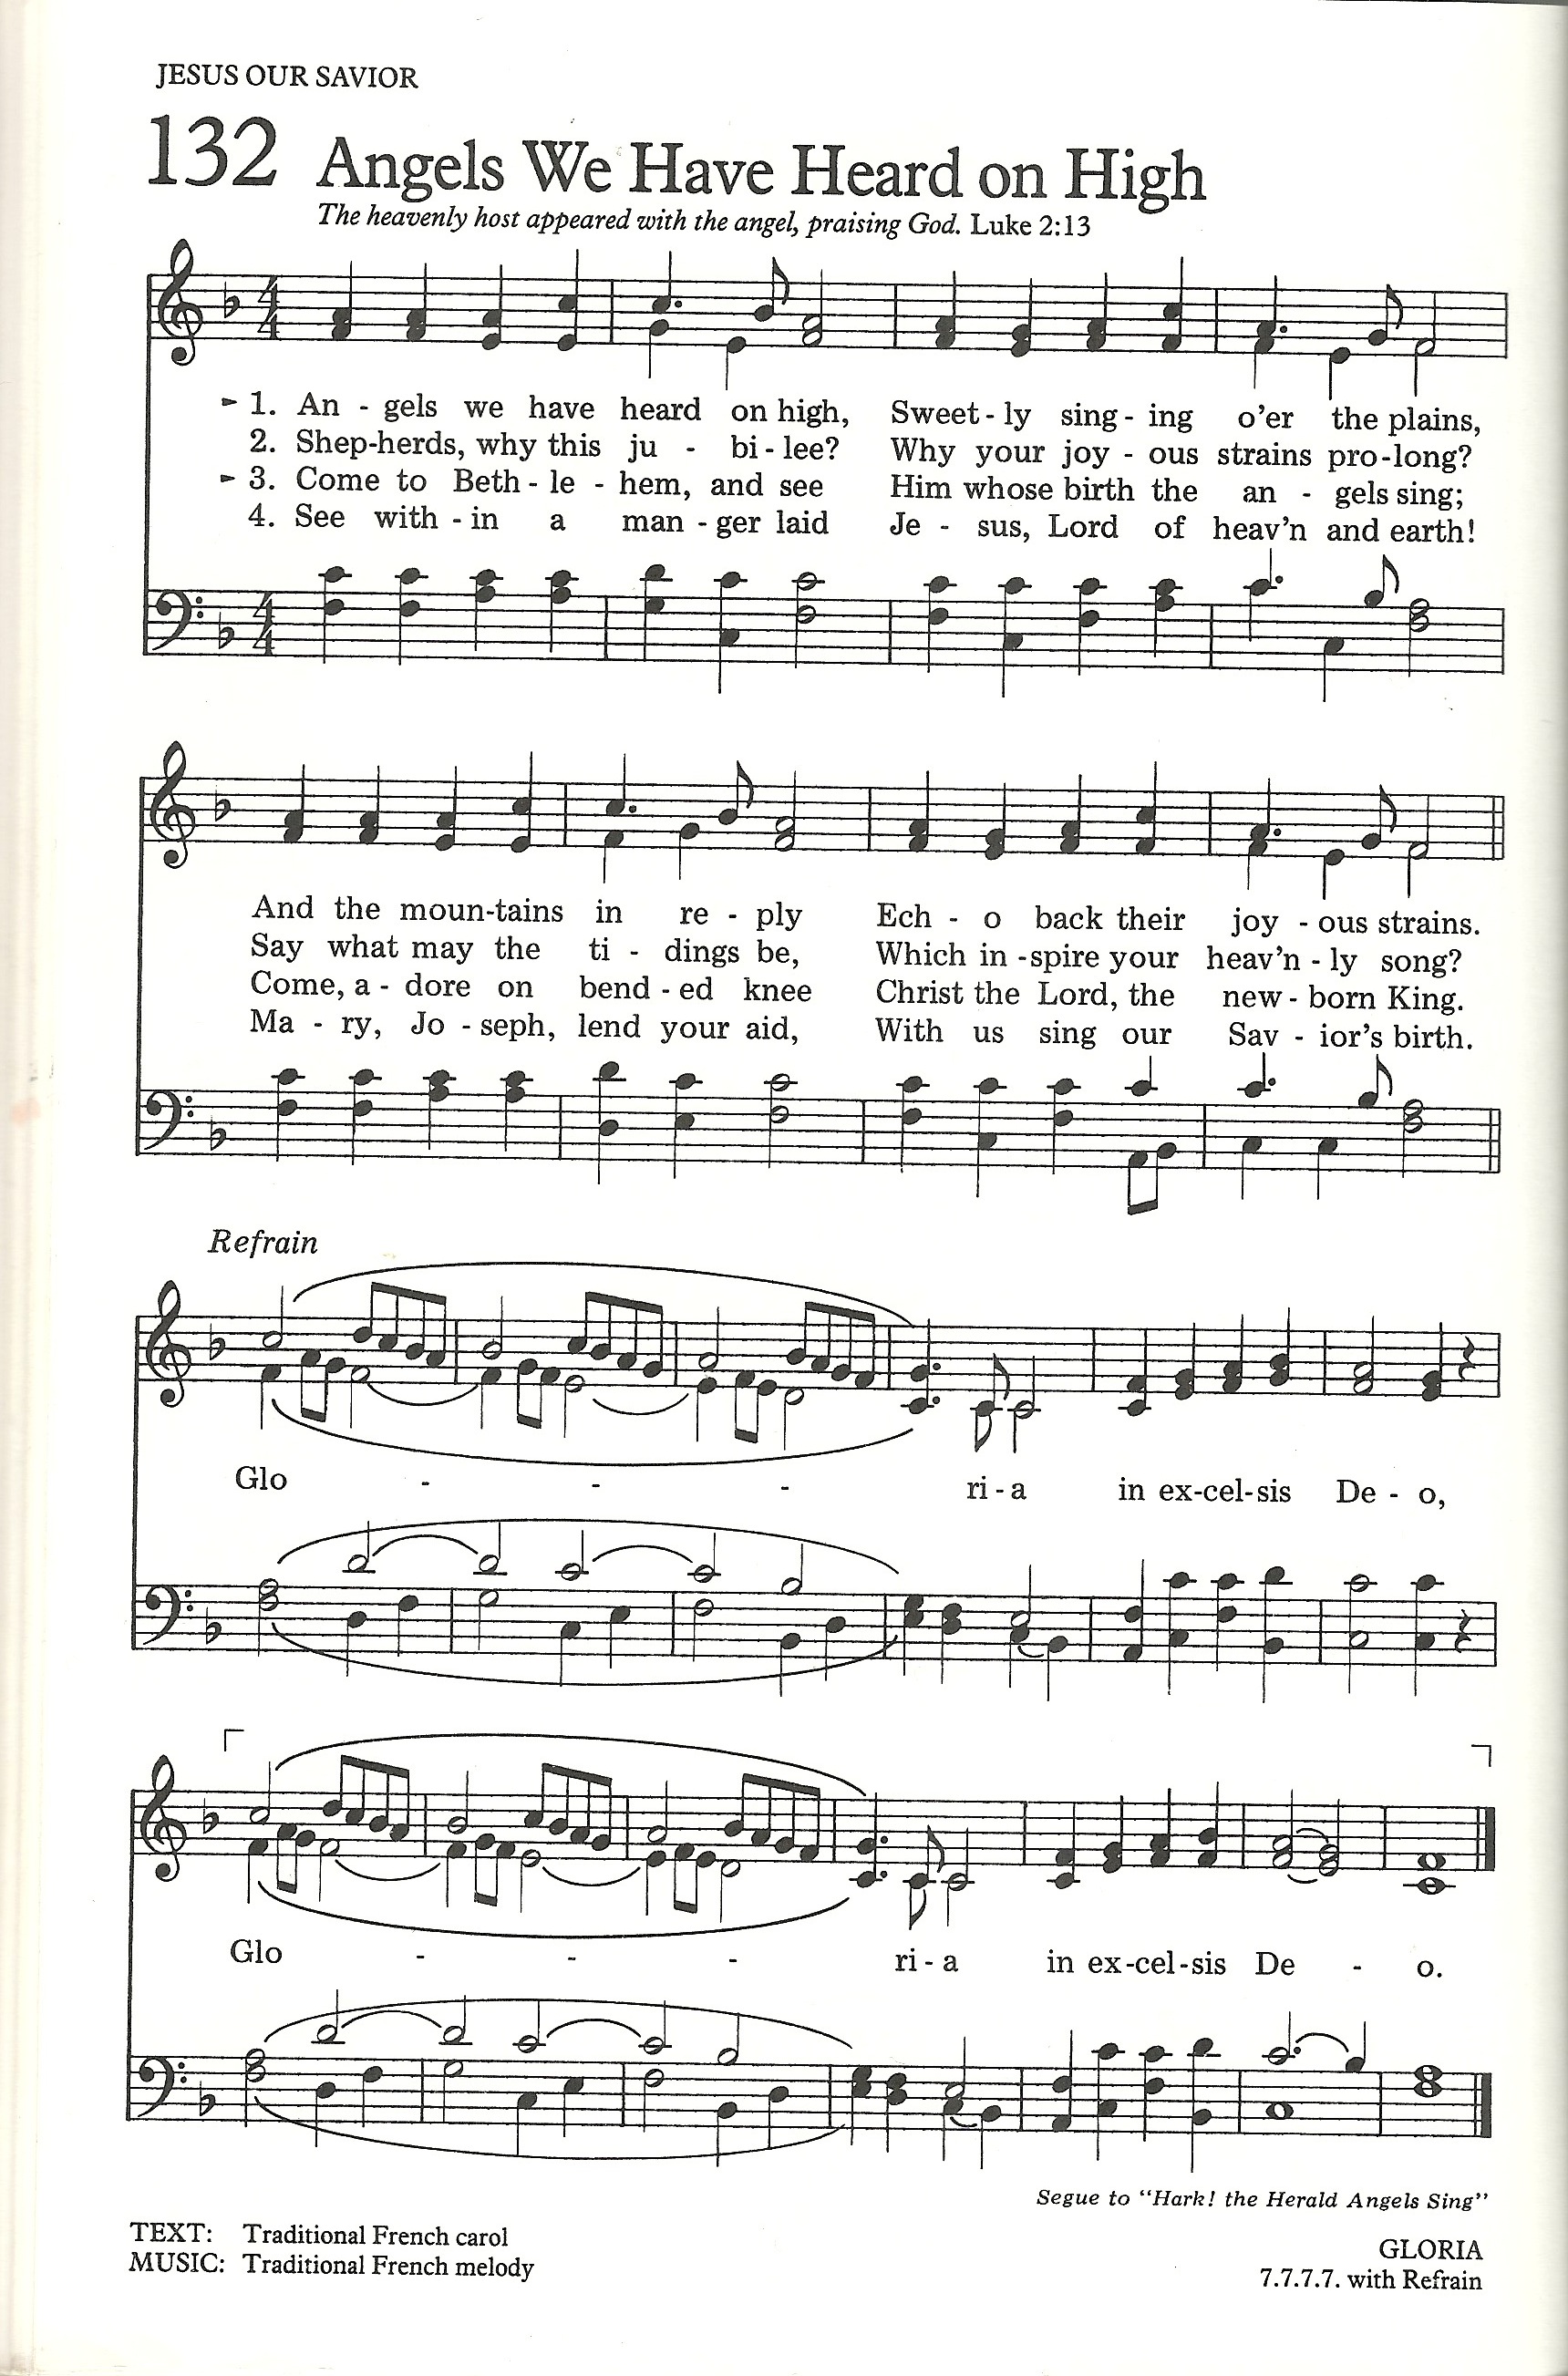 JESUS OUR SAVIOR
132 Angels We Have Heard on High
The heavenly host appeared with the angel, praising God. Luke 2:13
1. An - gels we have heard on high, Sweet - ly sing - ing o'er the plains,
2. Shep-herds, why this ju - bi - lee? Why your joy - ous strains pro-long?
3. Come to Beth - le - hem, and see Him whose birth the an - gels sing;
4. See with - in a man - ger laid Je - sus, Lord of heav'n and earth!
And the moun-tains in re - ply Ech - o back their joy - ous strains.
Say what may the ti - dings be, Which in - spire your heav'n - ly song?
Come, a - dore on bend - ed knee Christ the Lord, the new - born King.
Ma - ry, Jo - seph, lend your aid, With us sing our Sav - ior's birth.
Refrain
Glo - - - ri - a in ex-cel-sis De - o,
Glo - - - ri - a in ex-cel-sis De - o.
Segue to "Hark! the Herald Angels Sing"
TEXT: Traditional French carol
MUSIC: Traditional French melody
GLORIA
7.7.7.7. with Refrain